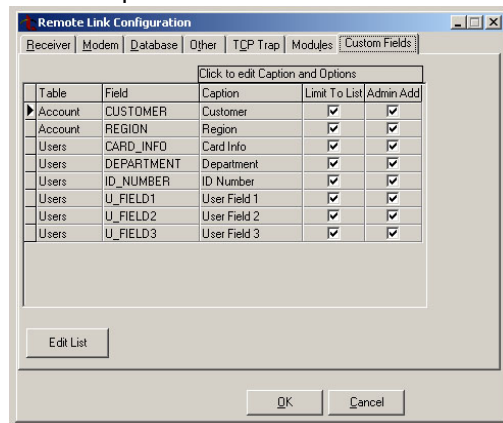 Remote Link Configuration
Receiver Modem Database Other TCP Trap Modules Custom Fields
Click to edit Caption and Options
Table Field Caption Limit To List Admin Add
Account CUSTOMER Customer
Account REGION Region
Users CARD_INFO Card Info
Users DEPARTMENT Department
Users ID_NUMBER ID Number
Users U_FIELD1 User Field 1
Users U_FIELD2 User Field 2
Users U_FIELD3 User Field 3
Edit List
OK Cancel